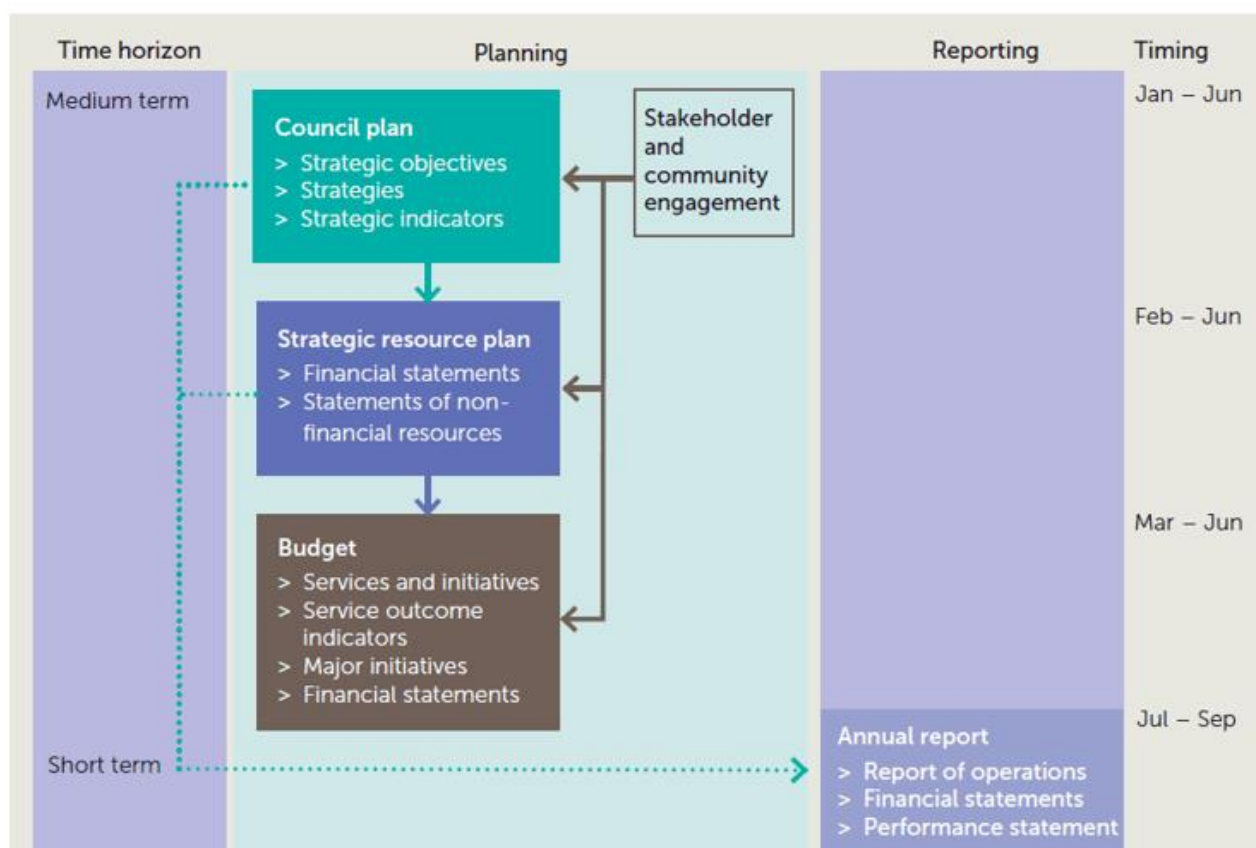 Time horizon
Planning
Reporting
Timing
Medium term
Council plan
> Strategic objectives
> Strategies
> Strategic indicators
Stakeholder
and
community
engagement
Jan – Jun
Strategic resource plan
> Financial statements
> Statements of non-
financial resources
Feb – Jun
Budget
> Services and initiatives
> Service outcome
indicators
> Major initiatives
> Financial statements
Mar – Jun
Short term
Annual report
> Report of operations
> Financial statements
> Performance statement
Jul – Sep